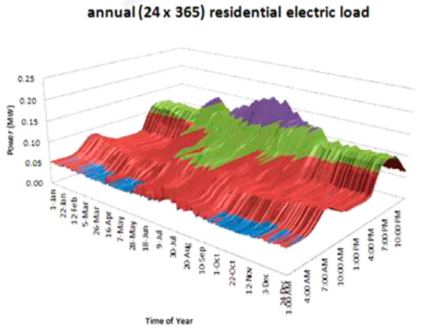 annual (24 x 365) residential electric load
Power (MW)
0.25
0.20
0.15
0.10
0.05
0.00
1-Jan
22-Jan
12-Feb
5-Mar
26-Mar
16-Apr
7-May
28-May
18-Jun
9-Jul
30-Jul
20-Aug
10-Sep
1-Oct
22-Oct
12-Nov
3-Dec
24-Dec
1:00 AM
4:00 AM
7:00 AM
10:00 AM
1:00 PM
4:00 PM
7:00 PM
10:00 PM
Time of Year